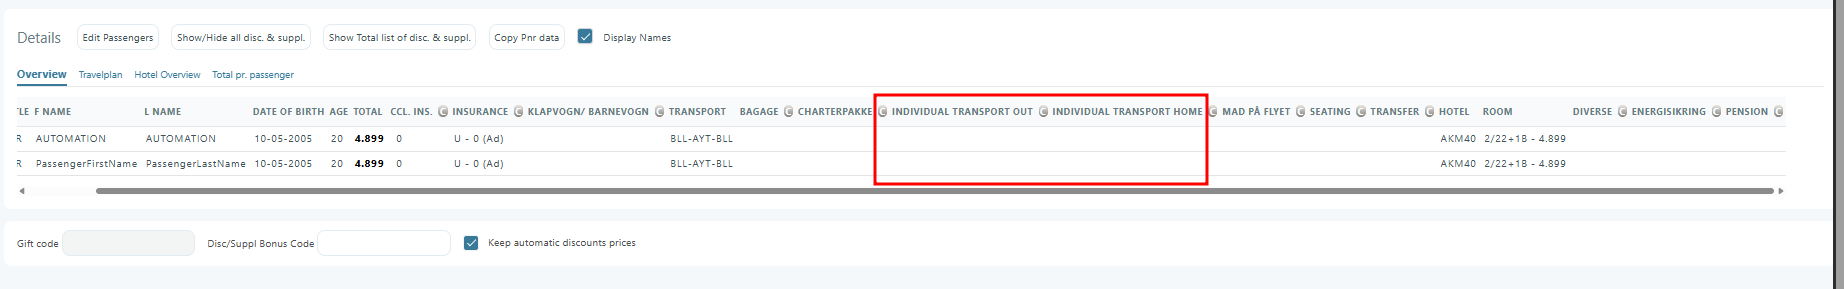 Details Edit Passengers Show/Hide all disc. & suppl. Show Total list of disc. & suppl. Copy Pnr data Display Names
Overview Travelplan Hotel Overview Total pr. passenger
TLE F NAME L NAME DATE OF BIRTH AGE TOTAL CCL. INS. C INSURANCE C KLAPVOGN/ BARNEVOGN C TRANSPORT BAGAGE C CHARTERPAKKE C INDIVIDUAL TRANSPORT OUT C INDIVIDUAL TRANSPORT HOME C MAD PÅ FLYET C SEATING C TRANSFER C HOTEL ROOM DIVERSE C ENERGISIKRING C PENSION C
R AUTOMATION AUTOMATION 10-05-2005 20 4.899 0 U - 0 (Ad) BLL-AYT-BLL AKM40 2/22+1B - 4.899
R PassengerFirstName PassengerLastName 10-05-2005 20 4.899 0 U - 0 (Ad) BLL-AYT-BLL AKM40 2/22+1B - 4.899
Gift code Disc/Suppl Bonus Code Keep automatic discounts prices